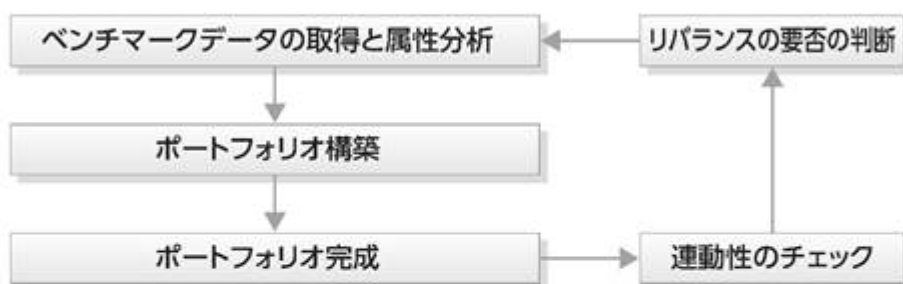 ベンチマークデータの取得と属性分析
リバランスの要否の判断
ポートフォリオ構築
ポートフォリオ完成
連動性のチェック